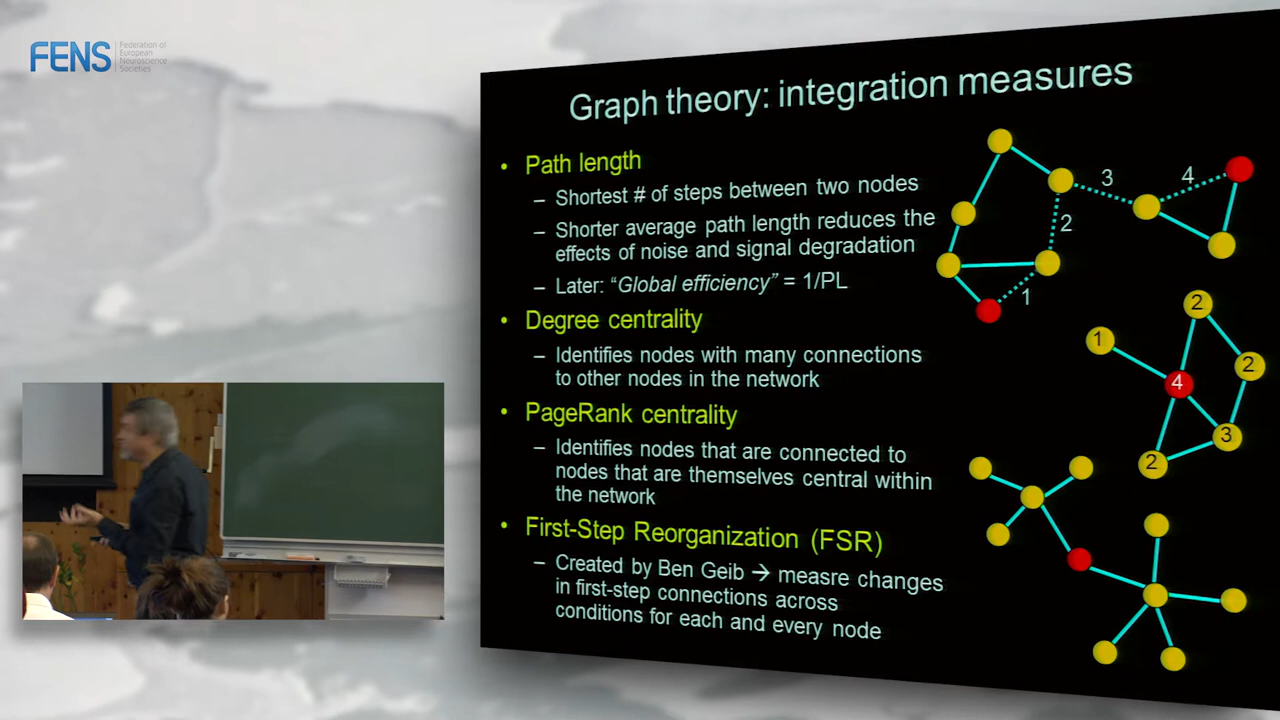 FENS
Federation of
European
Neuroscience
Societies
Graph theory: integration measures
• Path length
– Shortest # of steps between two nodes
– Shorter average path length reduces the
effects of noise and signal degradation
– Later: “Global efficiency” = 1/PL
• Degree centrality
– Identifies nodes with many connections
to other nodes in the network
• PageRank centrality
– Identifies nodes that are connected to
nodes that are themselves central within
the network
• First-Step Reorganization (FSR)
– Created by Ben Geib → measre changes
in first-step connections across
conditions for each and every node
3
4
2
1
2
1
2
4
3
2